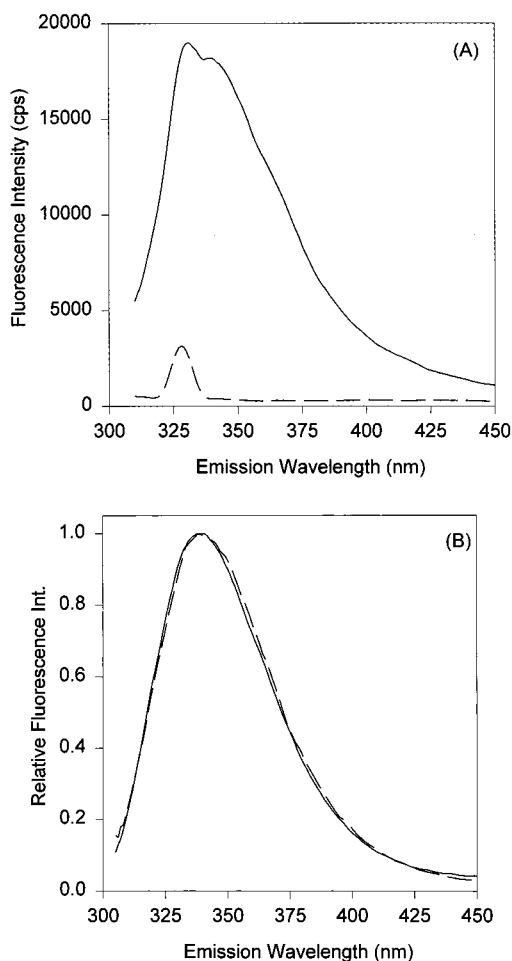 (A)
Fluorescence Intensity (cps)
20000
15000
10000
5000
0
300 325 350 375 400 425 450
Emission Wavelength (nm)
(B)
Relative Fluorescence Int.
1.0
0.8
0.6
0.4
0.2
0.0
300 325 350 375 400 425 450
Emission Wavelength (nm)